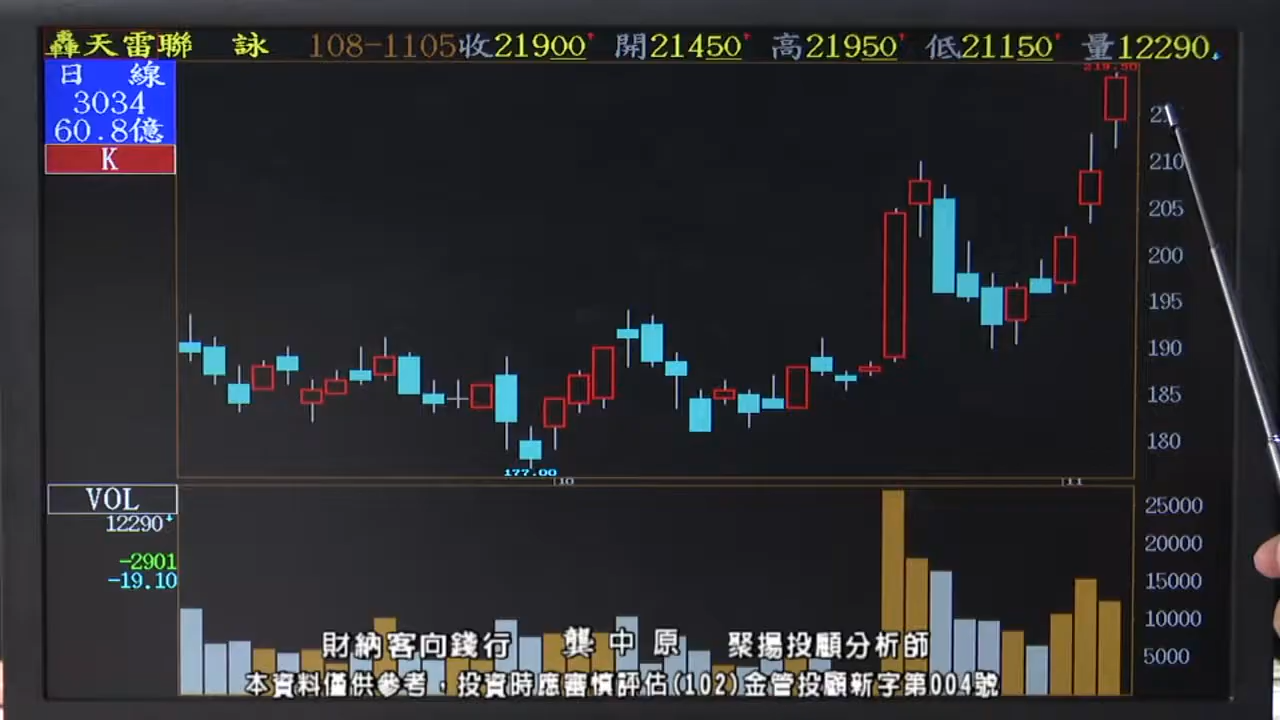 轟天雷聯 詠 108-1105收21900↑ 開21450↑ 高21950↑ 低21150↑ 量12290↓
日 線
3034
60.8億
K
219.50
210
205
200
195
190
185
180
177.00
10
11
VOL
12290↓
-2901
-19.10
25000
20000
15000
10000
5000
財納客向錢行 龔中原 聚揚投顧分析師
本資料僅供參考，投資時應審慎評估(102)金管投顧新字第004號